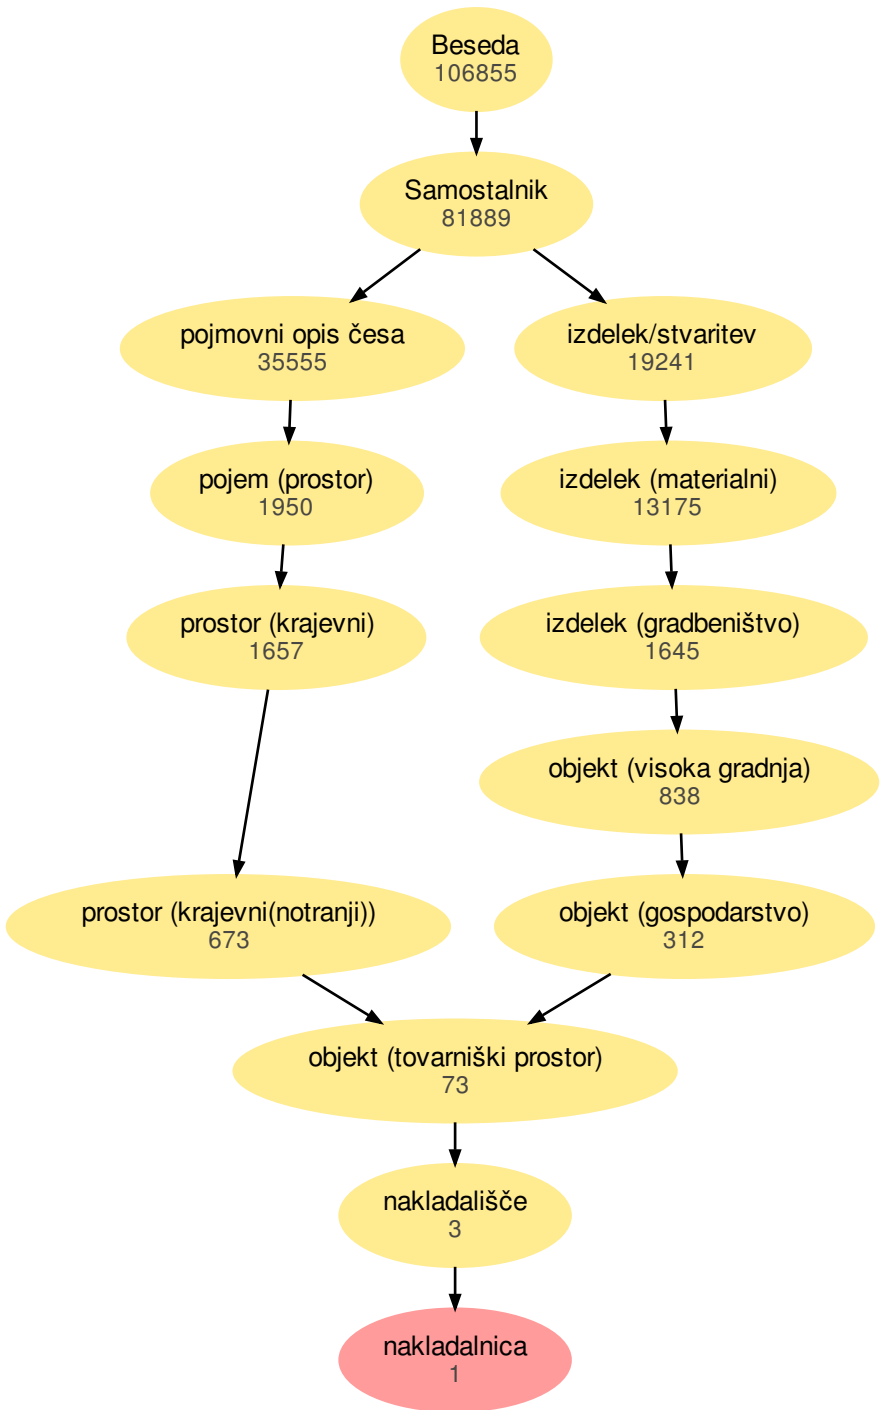 Beseda
106855
Samostalnik
81889
pojmovni opis česa
35555
izdelek/stvaritev
19241
pojem (prostor)
1950
izdelek (materialni)
13175
prostor (krajevni)
1657
izdelek (gradbeništvo)
1645
objekt (visoka gradnja)
838
prostor (krajevni(notranji))
673
objekt (gospodarstvo)
312
objekt (tovarniški prostor)
73
nakladališče
3
nakladalnica
1